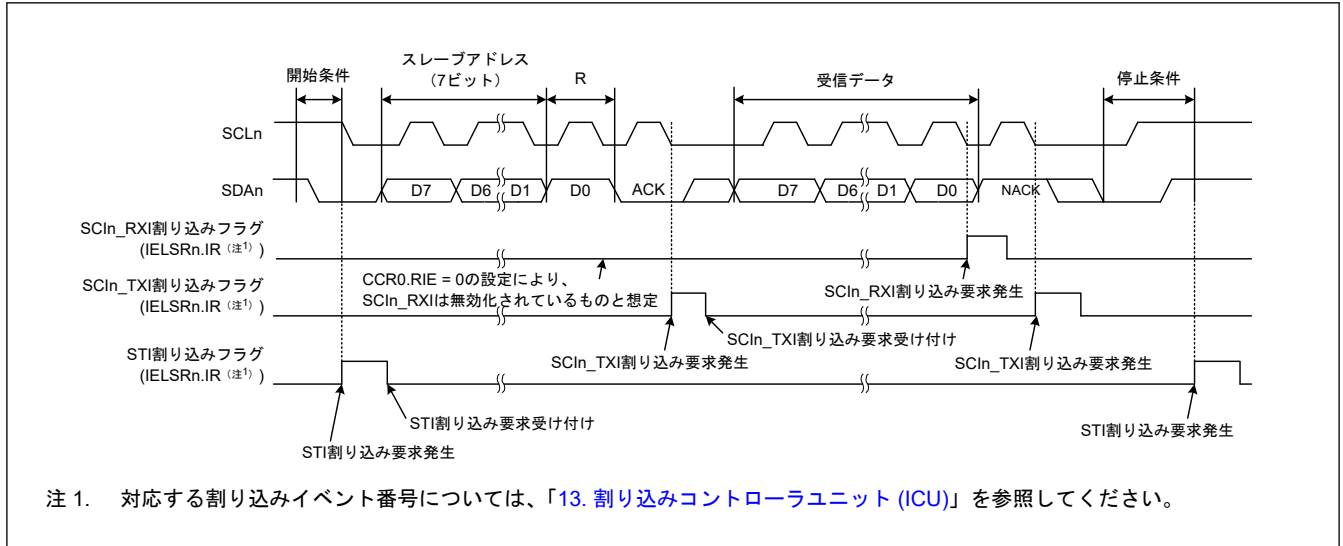 開始条件
スレーブアドレス
（7ビット）
R
受信データ
停止条件
SCLn
SDAn
D7
D6
D1
D0
ACK
D7
D6
D1
D0
NACK
SCIn_RXI割り込みフラグ
(IELSRn.IR（注1）)
CCR0.RIE = 0の設定により、
SCIn_RXIは無効化されているものと想定
SCIn_RXI割り込み要求発生
SCIn_TXI割り込みフラグ
(IELSRn.IR（注1）)
SCIn_TXI割り込み要求受け付け
SCIn_TXI割り込み要求発生
SCIn_TXI割り込み要求発生
STI割り込みフラグ
(IELSRn.IR（注1）)
STI割り込み要求受け付け
STI割り込み要求発生
STI割り込み要求発生
注 1. 対応する割り込みイベント番号については、「13. 割り込みコントローラユニット (ICU)」を参照してください。